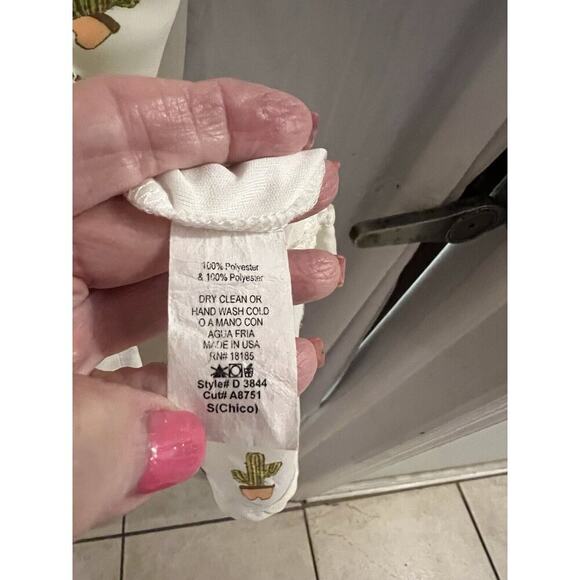 100% Polyester
& 100% Polyester
DRY CLEAN OR
HAND WASH COLD
O A MANO CON
AGUA FRIA
MADE IN USA
RN# 18185
Style# D 3844
Cut# A8751
S(Chico)